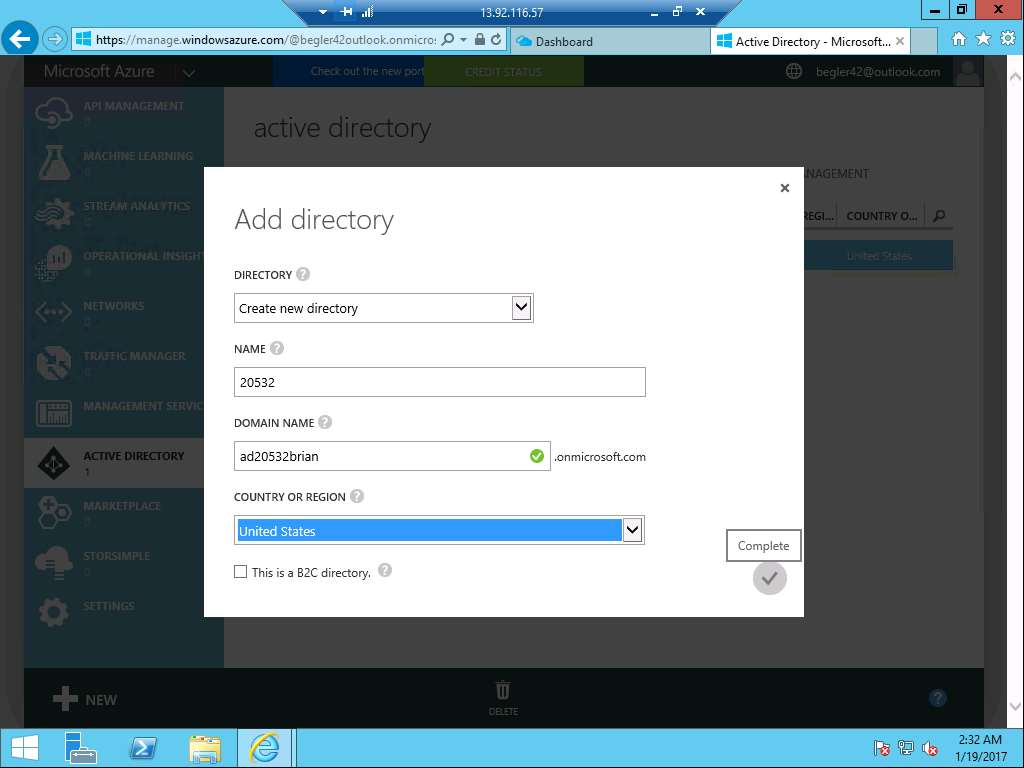 13.92.116.57
https://manage.windowsazure.com/@begler42outlook.onmicros
Dashboard
Active Directory - Microsoft...
Microsoft Azure
Check out the new port
CREDIT STATUS
begler42@outlook.com
API MANAGEMENT
0
MACHINE LEARNING
0
STREAM ANALYTICS
0
OPERATIONAL INSIGHT
0
NETWORKS
0
TRAFFIC MANAGER
0
MANAGEMENT SERVIC
0
ACTIVE DIRECTORY
1
MARKETPLACE
0
STORSIMPLE
0
SETTINGS
active directory
ANAGEMENT
REGI...
COUNTRY O...
United States
Add directory
DIRECTORY ?
Create new directory
NAME ?
20532
DOMAIN NAME ?
ad20532brian
.onmicrosoft.com
COUNTRY OR REGION ?
United States
This is a B2C directory. ?
Complete
NEW
DELETE
?
2:32 AM
1/19/2017